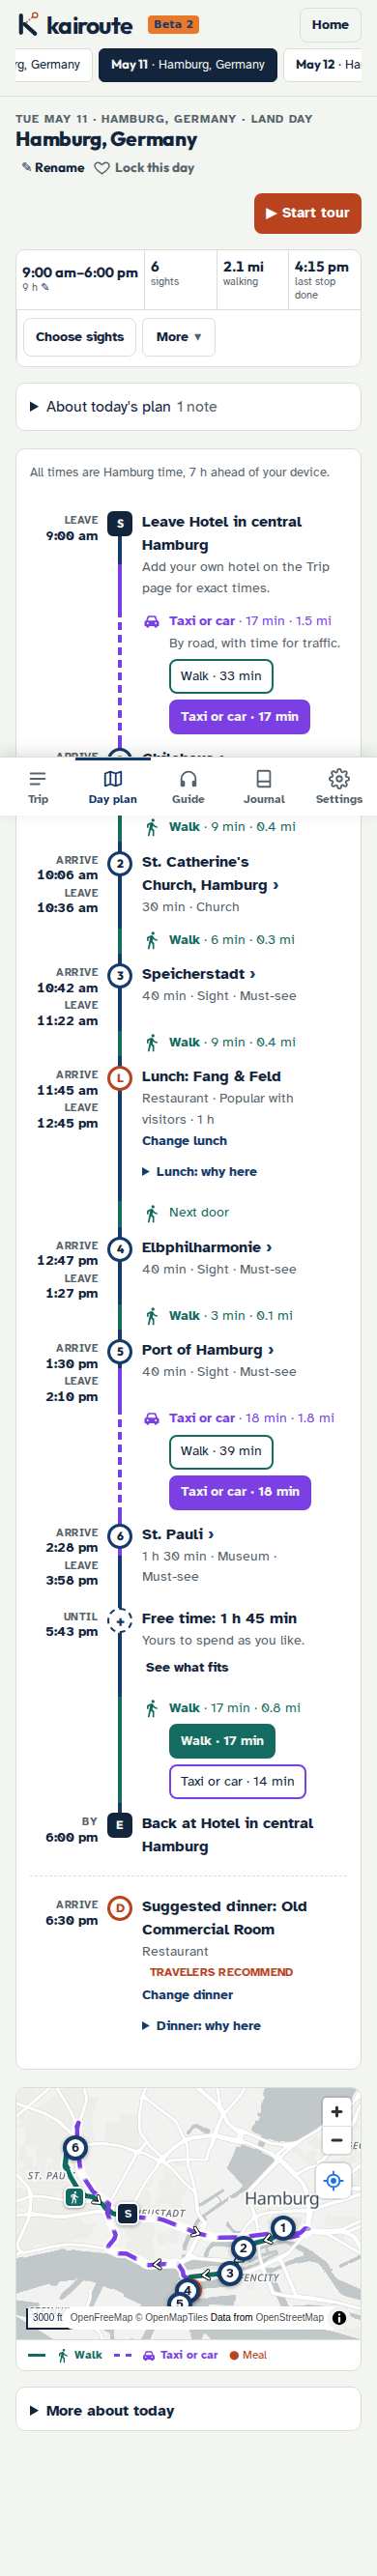 kairoute Beta 2 Home
rg, Germany May 11 · Hamburg, Germany May 12 · Ha
TUE MAY 11 · HAMBURG, GERMANY · LAND DAY
Hamburg, Germany
✎ Rename Lock this day
▶ Start tour
9:00 am–6:00 pm
9 h ✎
6
sights
2.1 mi
walking
4:15 pm
last stop
done
Choose sights More ▾
▶ About today's plan 1 note
All times are Hamburg time, 7 h ahead of your device.
LEAVE
9:00 am
S
Leave Hotel in central
Hamburg
Add your own hotel on the Trip
page for exact times.
Taxi or car · 17 min · 1.5 mi
By road, with time for traffic.
Walk · 33 min
Taxi or car · 17 min
Trip Day plan Guide Journal Settings
Walk · 9 min · 0.4 mi
ARRIVE
10:06 am
LEAVE
10:36 am
2
St. Catherine's
Church, Hamburg ›
30 min · Church
Walk · 6 min · 0.3 mi
ARRIVE
10:42 am
LEAVE
11:22 am
3
Speicherstadt ›
40 min · Sight · Must-see
Walk · 9 min · 0.4 mi
ARRIVE
11:45 am
LEAVE
12:45 pm
L
Lunch: Fang & Feld
Restaurant · Popular with
visitors · 1 h
Change lunch
▶ Lunch: why here
Next door
ARRIVE
12:47 pm
LEAVE
1:27 pm
4
Elbphilharmonie ›
40 min · Sight · Must-see
Walk · 3 min · 0.1 mi
ARRIVE
1:30 pm
LEAVE
2:10 pm
5
Port of Hamburg ›
40 min · Sight · Must-see
Taxi or car · 18 min · 1.8 mi
Walk · 39 min
Taxi or car · 18 min
ARRIVE
2:28 pm
LEAVE
3:58 pm
6
St. Pauli ›
1 h 30 min · Museum ·
Must-see
UNTIL
5:43 pm
+
Free time: 1 h 45 min
Yours to spend as you like.
See what fits
Walk · 17 min · 0.8 mi
Walk · 17 min
Taxi or car · 14 min
BY
6:00 pm
E
Back at Hotel in central
Hamburg
ARRIVE
6:30 pm
D
Suggested dinner: Old
Commercial Room
Restaurant
TRAVELERS RECOMMEND
Change dinner
▶ Dinner: why here
+
−
6
ST. PAU
S
EUSTADT
Hamburg
1
2
3
ENCITY
4
5
3000 ft OpenFreeMap © OpenMapTiles Data from OpenStreetMap
Walk Taxi or car Meal
▶ More about today